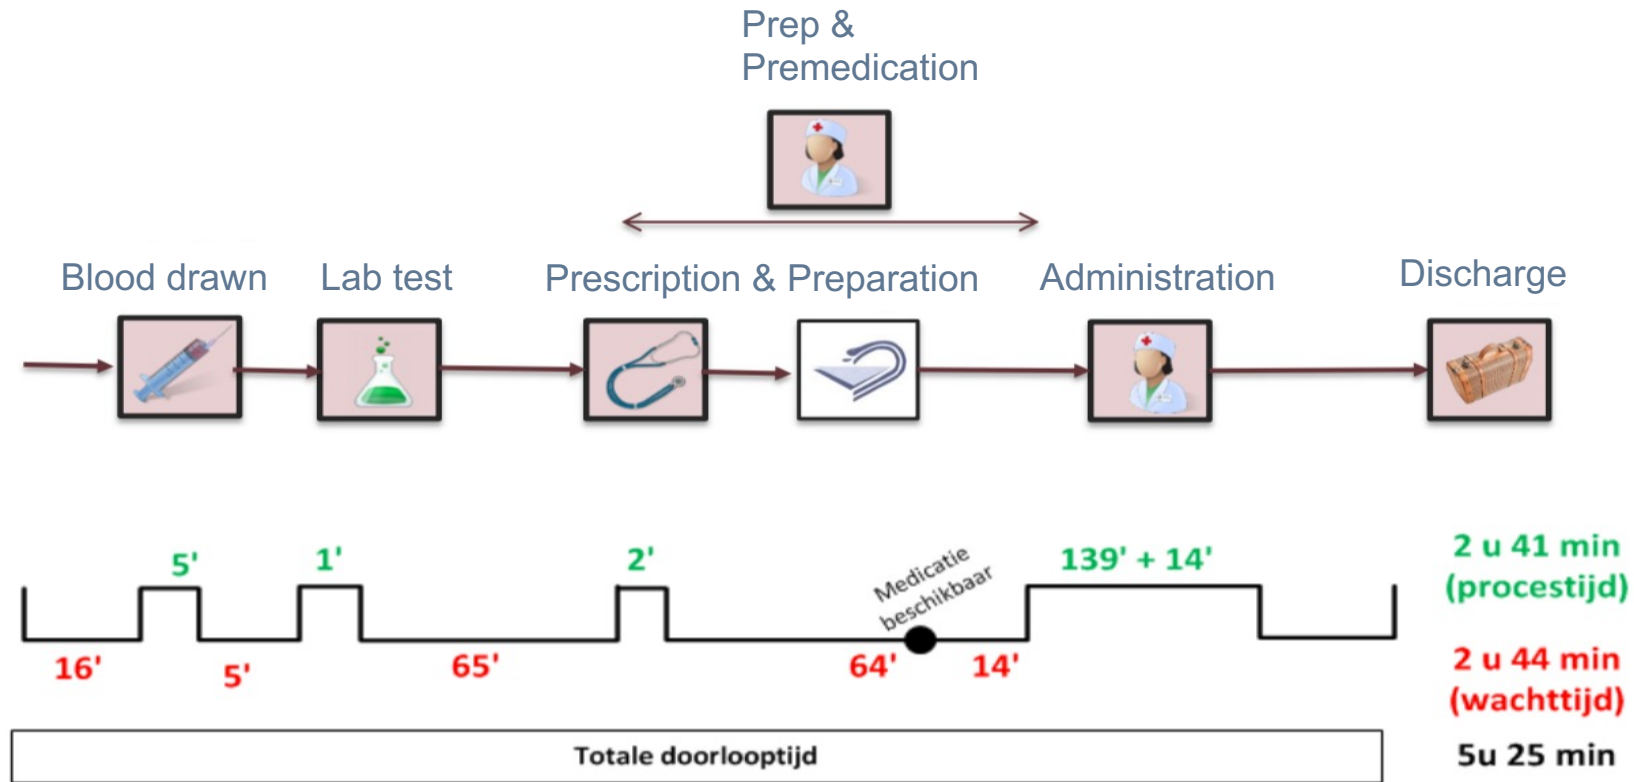 Prep &
Premedication
Blood drawn
Lab test
Prescription & Preparation
Administration
Discharge
5'
1'
2'
Medicatie
beschikbaar
139' + 14'
2 u 41 min
(procestijd)
16'
5'
65'
64'
14'
2 u 44 min
(wachttijd)
Totale doorlooptijd
5u 25 min